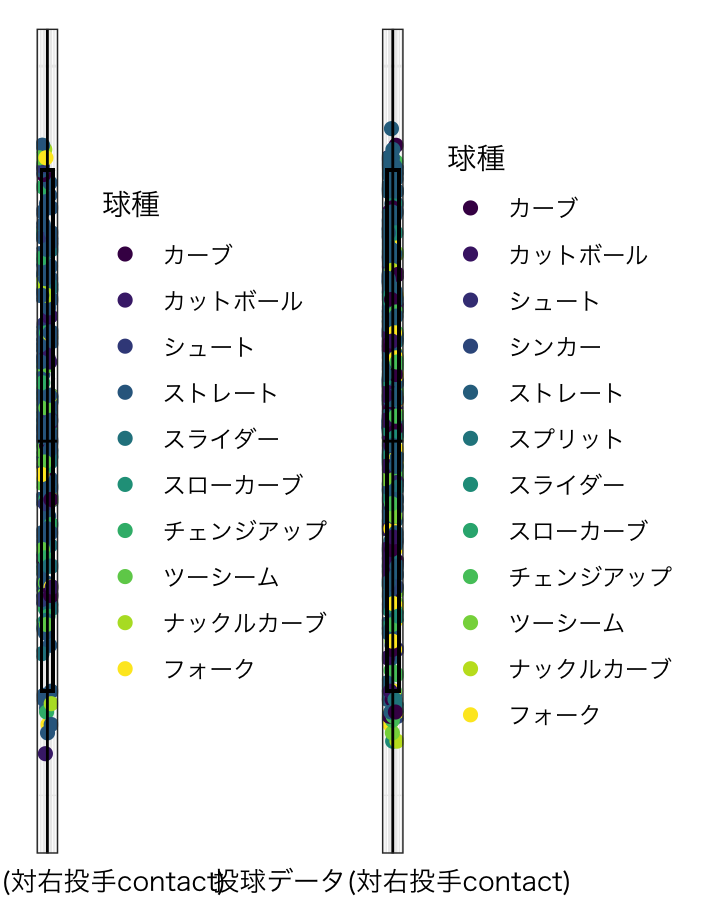 球種
カーブ
カットボール
シュート
ストレート
スライダー
スローカーブ
チェンジアップ
ツーシーム
ナックルカーブ
フォーク
球種
カーブ
カットボール
シュート
シンカー
ストレート
スプリット
スライダー
スローカーブ
チェンジアップ
ツーシーム
ナックルカーブ
フォーク
(対右投手contact)
投球データ(対右投手contact)